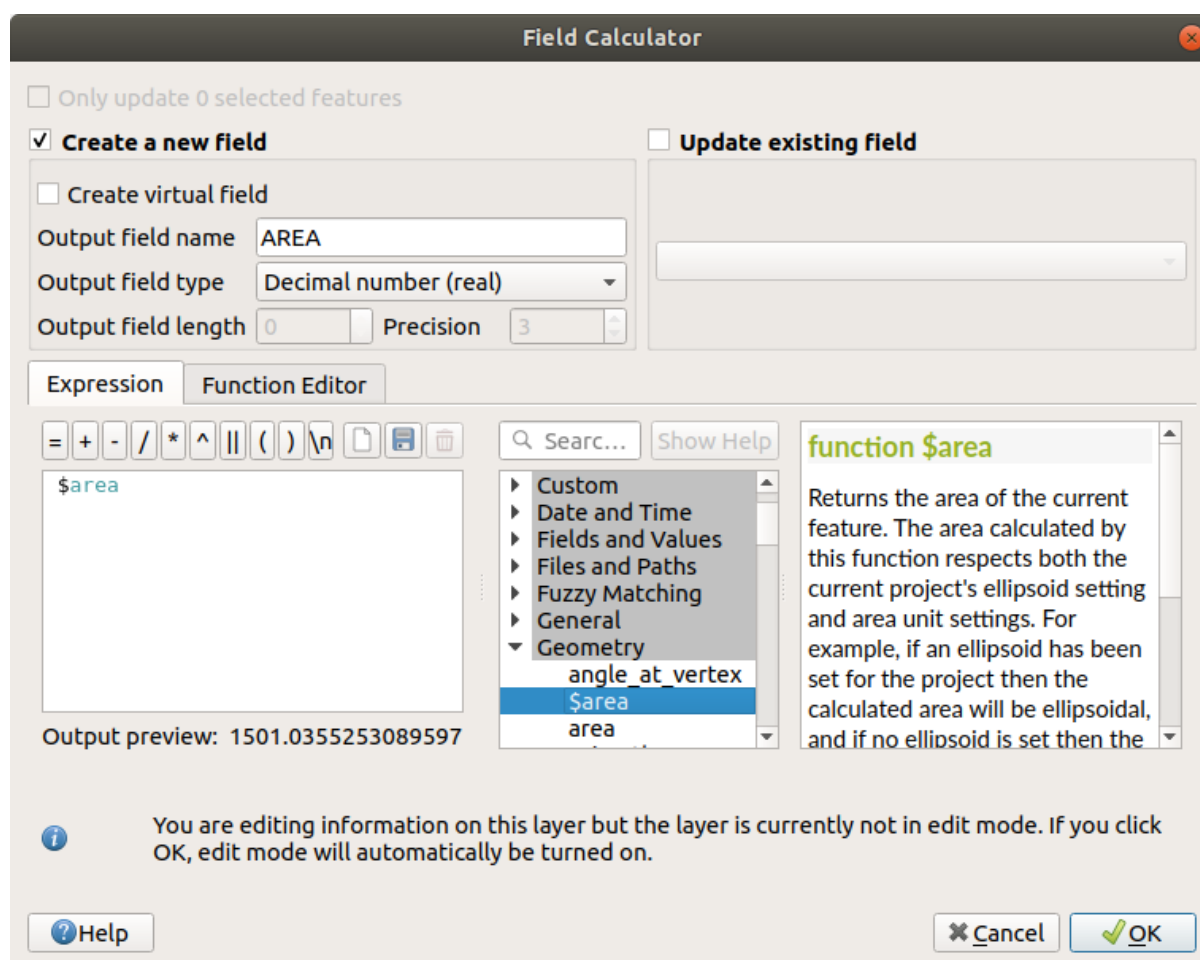 Field Calculator
Only update 0 selected features
Create a new field
Update existing field
Create virtual field
Output field name AREA
Output field type Decimal number (real)
Output field length 0 Precision 3
Expression Function Editor
= + - / * ^ || ( ) \n
$area
Output preview: 1501.0355253089597
Searc... Show Help
Custom
Date and Time
Fields and Values
Files and Paths
Fuzzy Matching
General
Geometry
angle_at_vertex
$area
area
function $area
Returns the area of the current
feature. The area calculated by
this function respects both the
current project's ellipsoid setting
and area unit settings. For
example, if an ellipsoid has been
set for the project then the
calculated area will be ellipsoidal,
and if no ellipsoid is set then the
You are editing information on this layer but the layer is currently not in edit mode. If you click
OK, edit mode will automatically be turned on.
Help
Cancel
OK